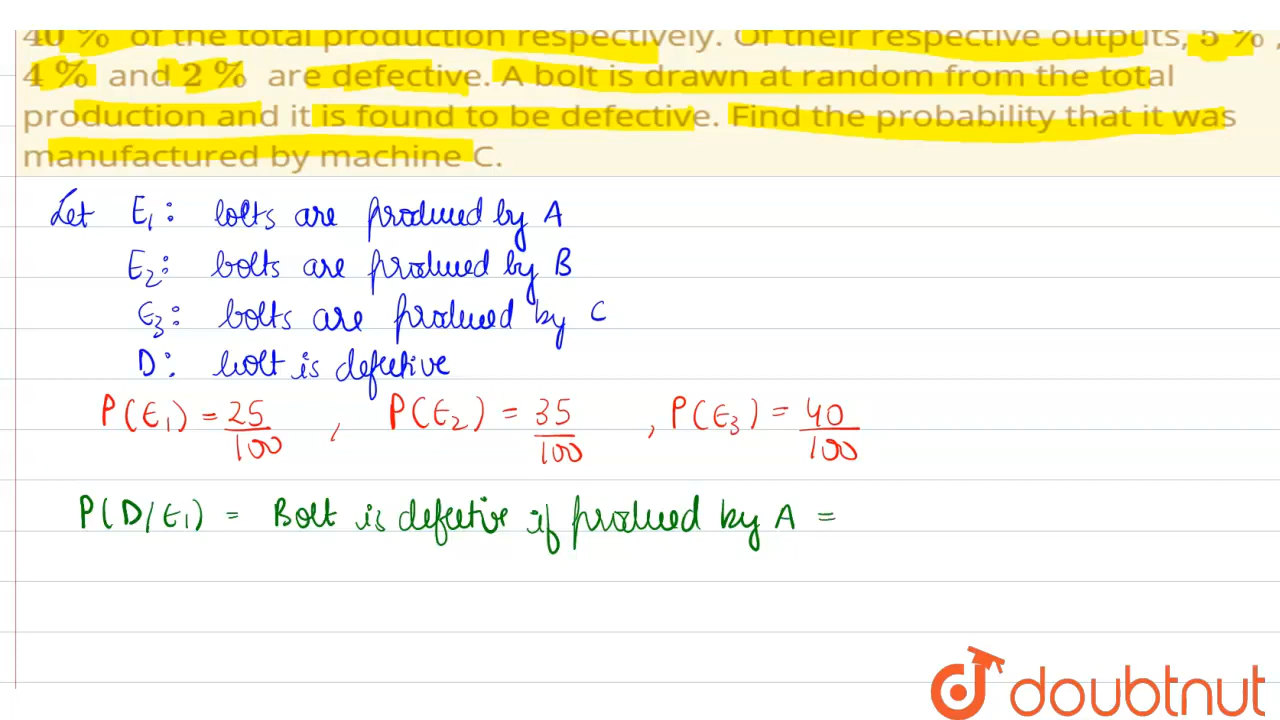 40 % of the total production respectively. Of their respective outputs, 5 % ,
4 % and 2 % are defective. A bolt is drawn at random from the total
production and it is found to be defective. Find the probability that it was
manufactured by machine C.
Let E₁: bolts are produced by A
E₂: bolts are produced by B
E₃: bolts are produced by C
D: bolt is defective
P(E₁) = 25/100 , P(E₂) = 35/100 , P(E₃) = 40/100
P(D/E₁) = Bolt is defective if produced by A =
doubtnut